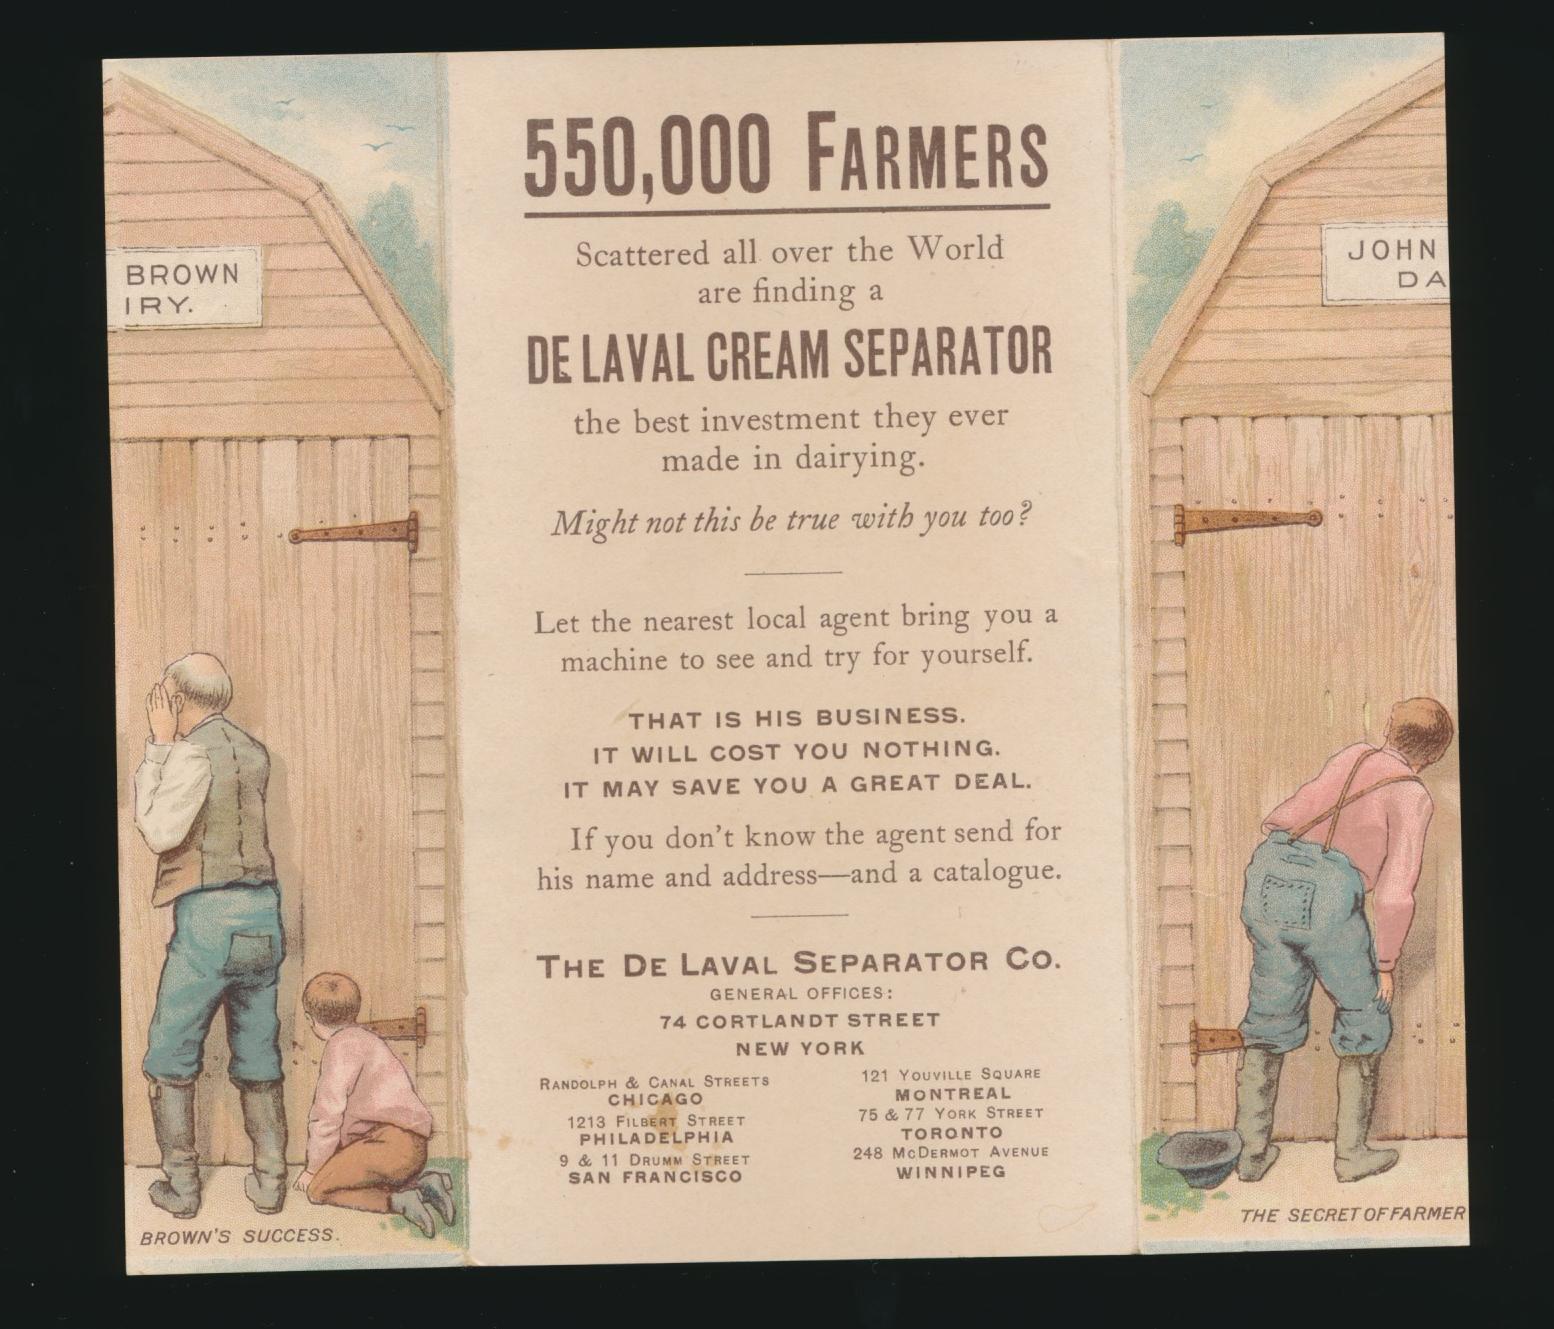 BROWN
IRY.
BROWN'S SUCCESS.
550,000 FARMERS
Scattered all over the World
are finding a
DE LAVAL CREAM SEPARATOR
the best investment they ever
made in dairying.
Might not this be true with you too?
Let the nearest local agent bring you a
machine to see and try for yourself.
THAT IS HIS BUSINESS.
IT WILL COST YOU NOTHING.
IT MAY SAVE YOU A GREAT DEAL.
If you don't know the agent send for
his name and address—and a catalogue.
THE DE LAVAL SEPARATOR CO.
GENERAL OFFICES:
74 CORTLANDT STREET
NEW YORK
RANDOLPH & CANAL STREETS
CHICAGO
1213 FILBERT STREET
PHILADELPHIA
9 & 11 DRUMM STREET
SAN FRANCISCO
121 YOUVILLE SQUARE
MONTREAL
75 & 77 YORK STREET
TORONTO
248 MCDERMOT AVENUE
WINNIPEG
JOHN
DA
THE SECRET OF FARMER